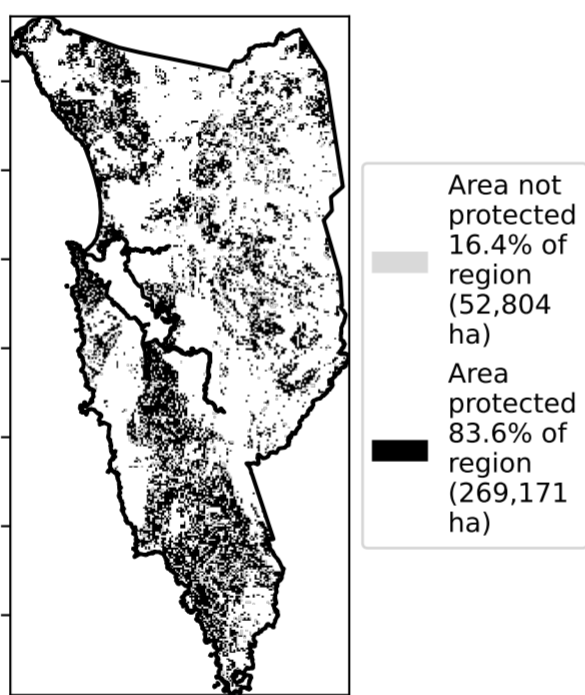 Area not
protected
16.4% of
region
(52,804
ha)
Area
protected
83.6% of
region
(269,171
ha)